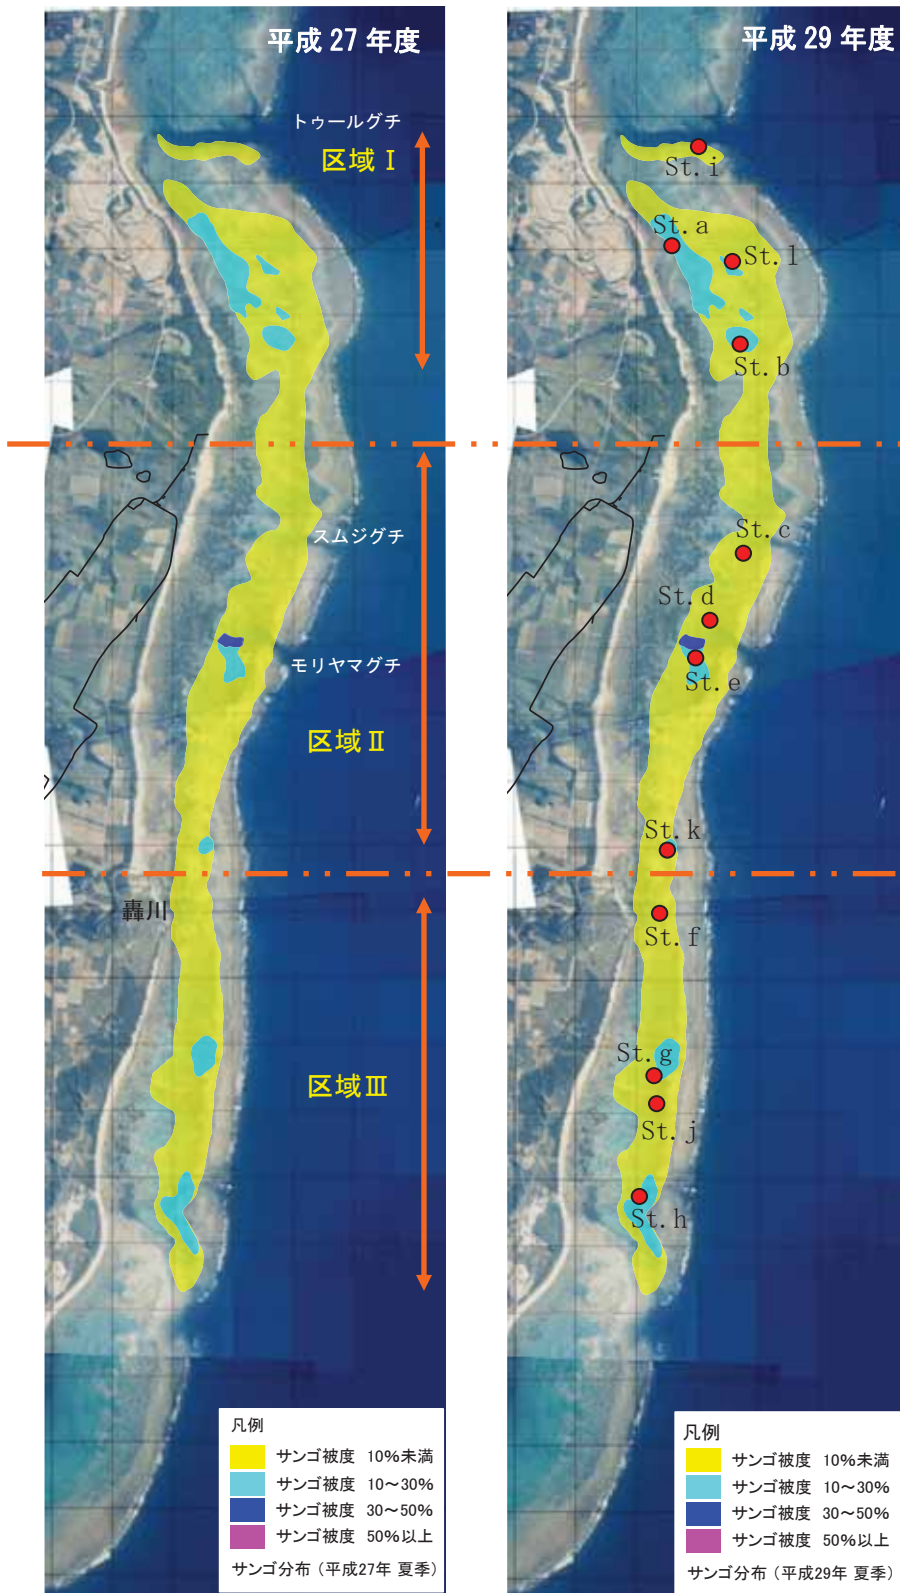 平成 27 年度
トゥールグチ
区域 Ⅰ
スムジグチ
モリヤマグチ
区域 Ⅱ
轟川
区域 Ⅲ
凡例
サンゴ被度 10%未満
サンゴ被度 10～30%
サンゴ被度 30～50%
サンゴ被度 50%以上
サンゴ分布（平成27年 夏季）
平成 29 年度
St. i
St. a
St. l
St. b
St. c
St. d
St. e
St. k
St. f
St. g
St. j
St. h
凡例
サンゴ被度 10%未満
サンゴ被度 10～30%
サンゴ被度 30～50%
サンゴ被度 50%以上
サンゴ分布（平成29年 夏季）